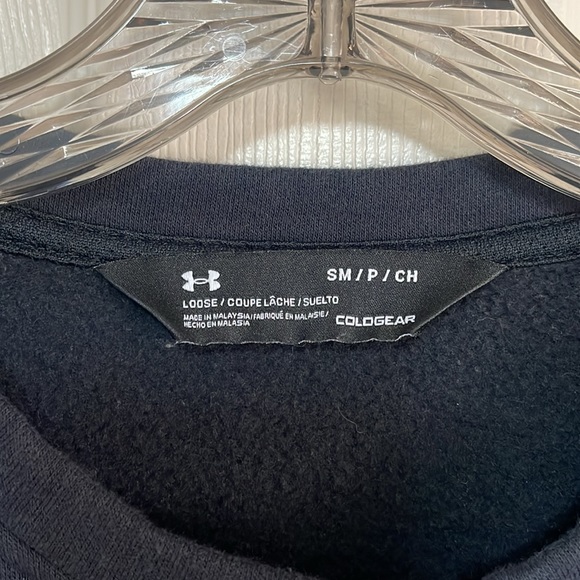 SM / P / CH
LOOSE / COUPE LÂCHE / SUELTO
MADE IN MALAYSIA/FABRIQUÉ EN MALAISIE/
HECHO EN MALASIA
COLDGEAR